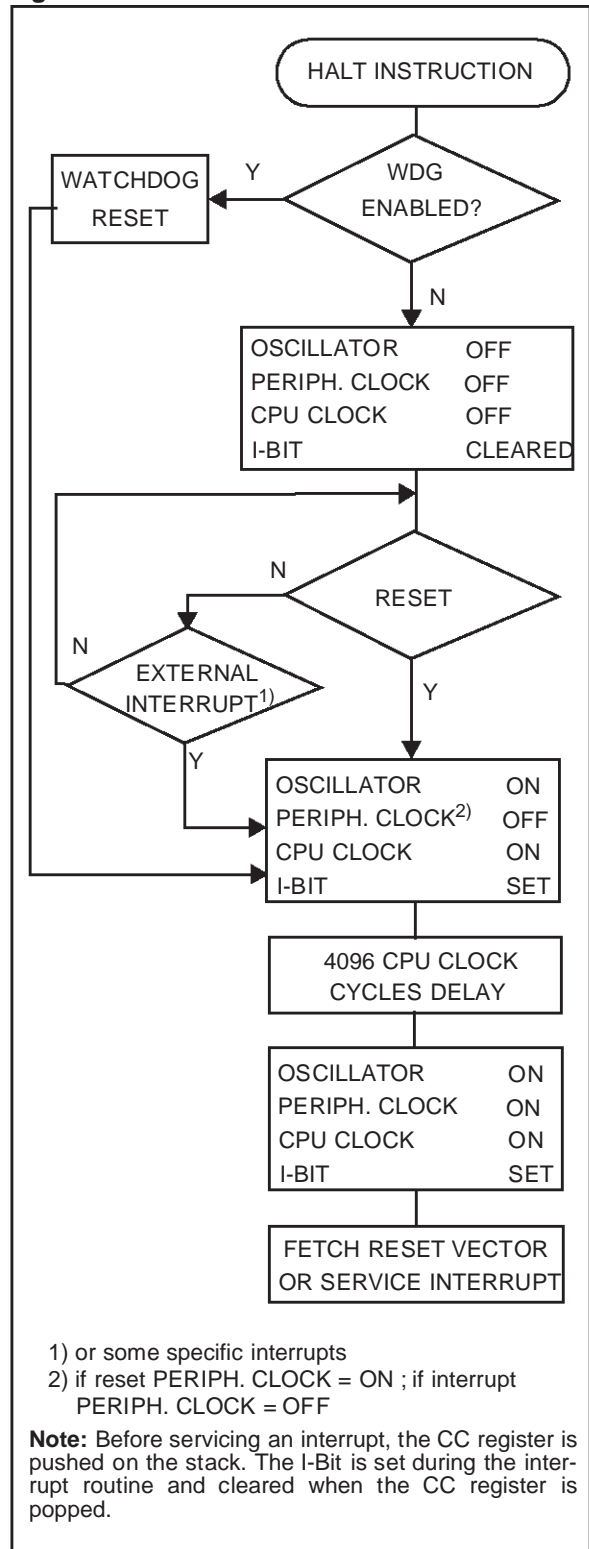 HALT INSTRUCTION
WDG
ENABLED?
Y
WATCHDOG
RESET
N
OSCILLATOR OFF
PERIPH. CLOCK OFF
CPU CLOCK OFF
I-BIT CLEARED
RESET
N
EXTERNAL
INTERRUPT1)
N
Y
Y
OSCILLATOR ON
PERIPH. CLOCK2) OFF
CPU CLOCK ON
I-BIT SET
4096 CPU CLOCK
CYCLES DELAY
OSCILLATOR ON
PERIPH. CLOCK ON
CPU CLOCK ON
I-BIT SET
FETCH RESET VECTOR
OR SERVICE INTERRUPT
1) or some specific interrupts
2) if reset PERIPH. CLOCK = ON ; if interrupt
PERIPH. CLOCK = OFF
Note: Before servicing an interrupt, the CC register is
pushed on the stack. The I-Bit is set during the inter-
rupt routine and cleared when the CC register is
popped.